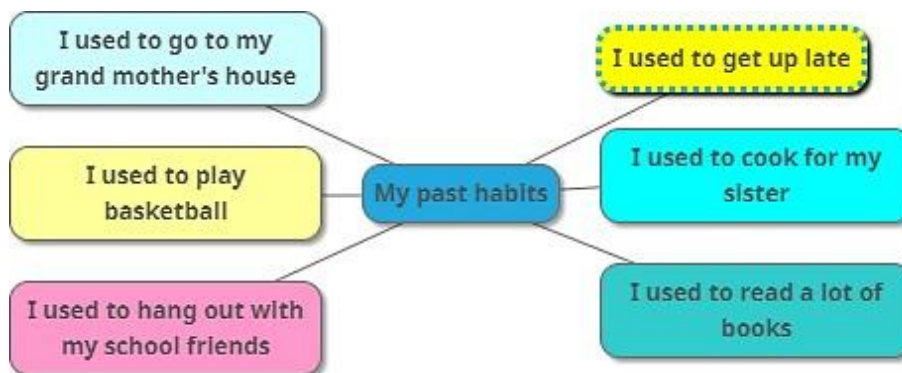 I used to go to my
grand mother's house
I used to get up late
I used to play
basketball
My past habits
I used to cook for my
sister
I used to hang out with
my school friends
I used to read a lot of
books